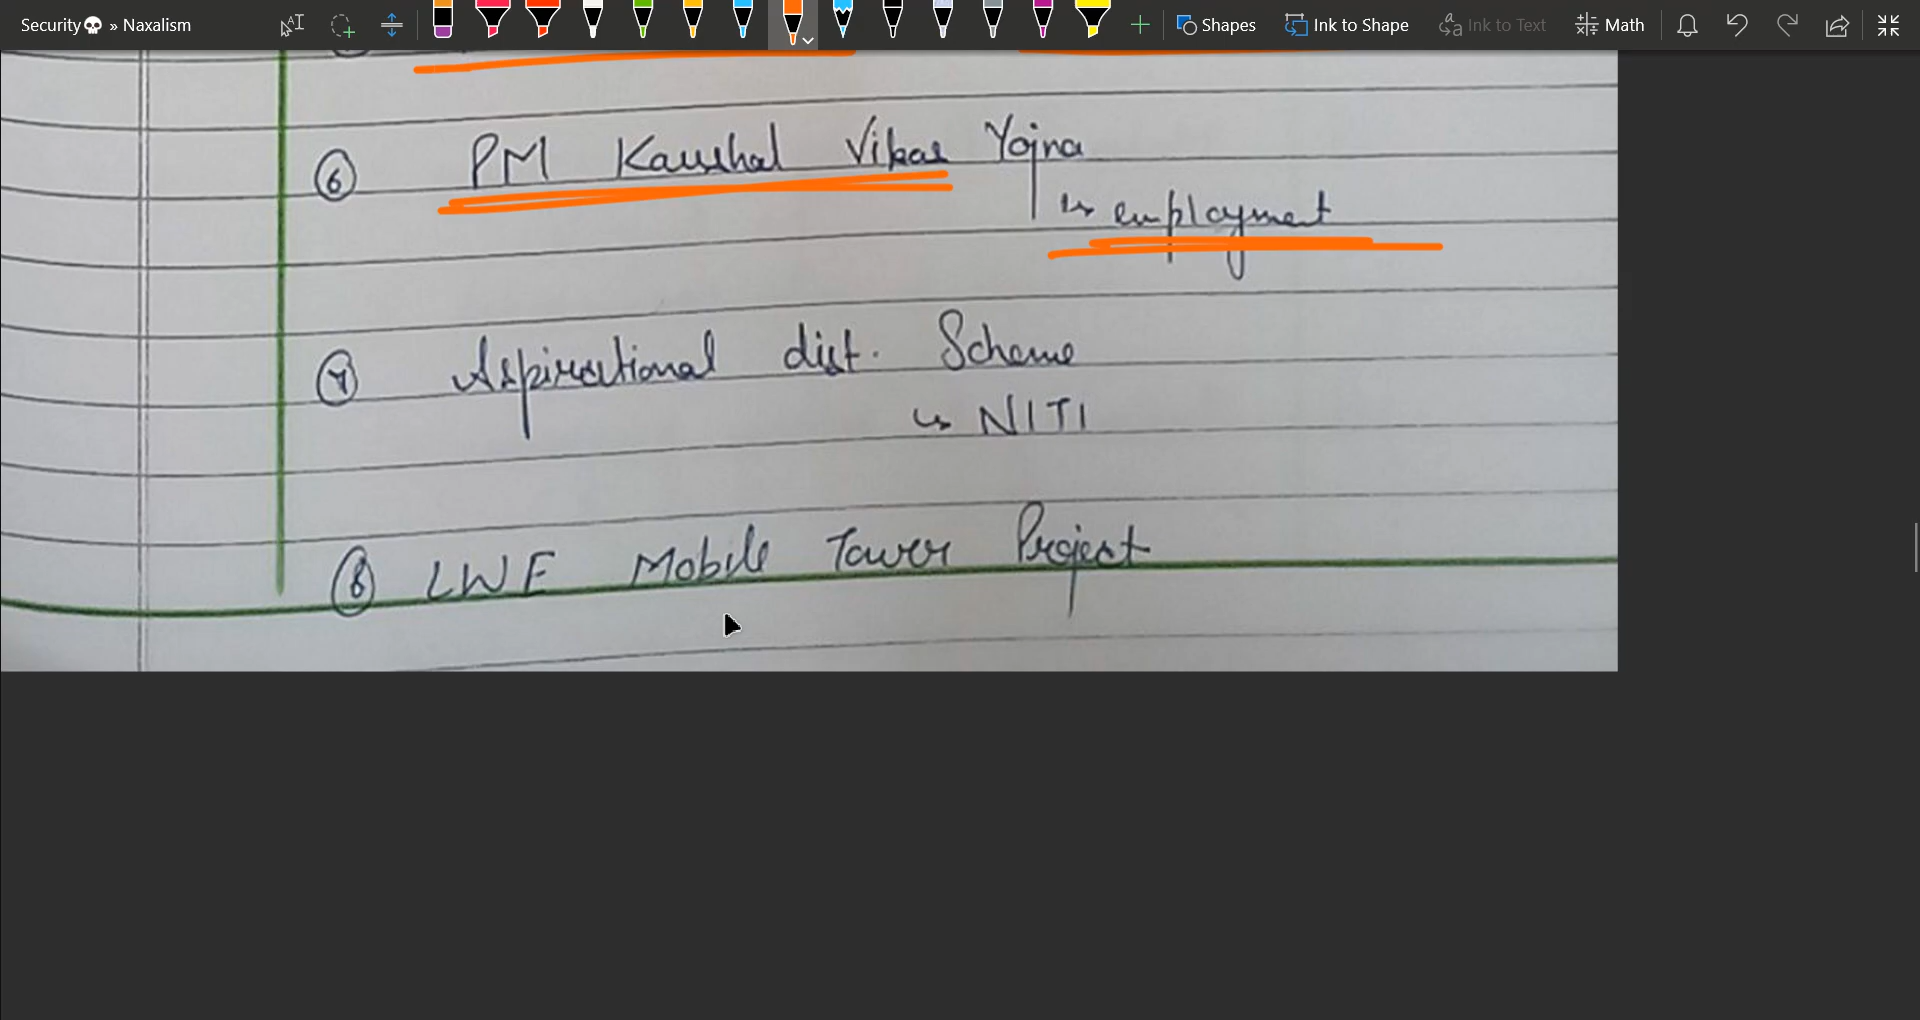 Security💀 » Naxalism
Shapes
Ink to Shape
Ink to Text
Math
⑥ PM Kaushal Vikas Yojna
↳ employment
⑦ Aspirational dist. Scheme
↳ NITI
⑧ LWE Mobile Tower Project